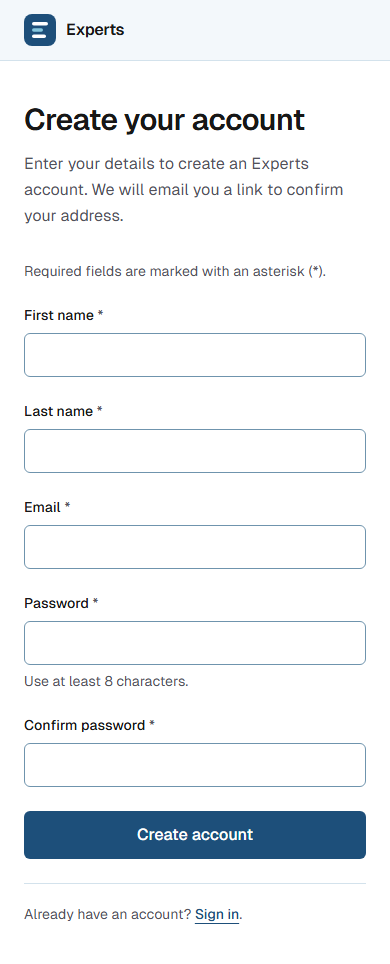 Experts
Create your account
Enter your details to create an Experts
account. We will email you a link to confirm
your address.
Required fields are marked with an asterisk (*).
First name *
Last name *
Email *
Password *
Use at least 8 characters.
Confirm password *
Create account
Already have an account? Sign in.